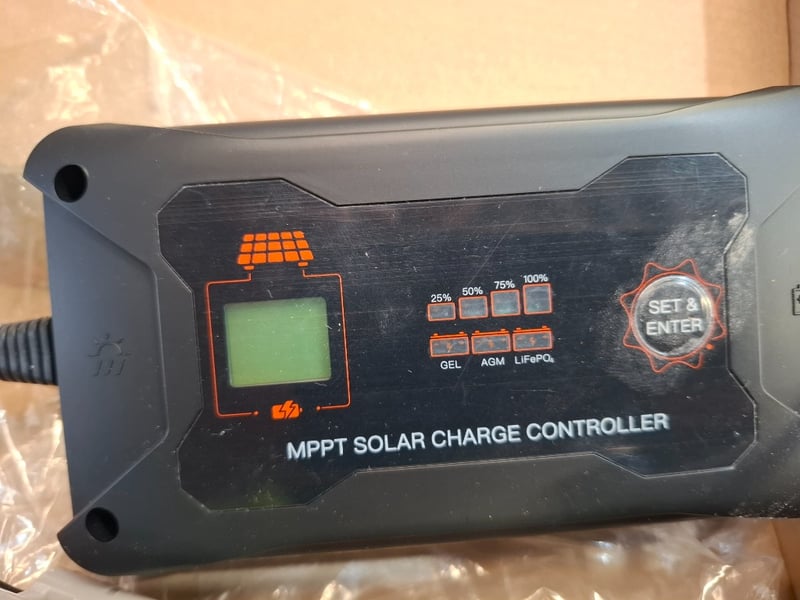 25% 50% 75% 100%
GEL AGM LiFePO₄
SET &
ENTER
MPPT SOLAR CHARGE CONTROLLER